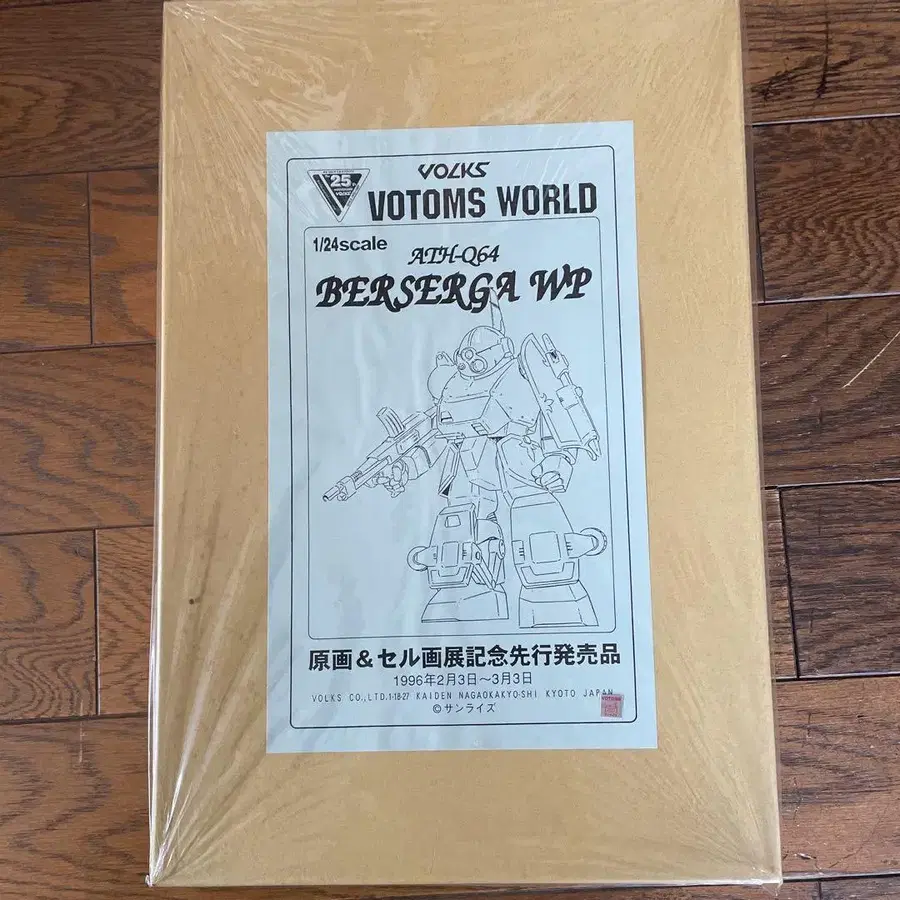 VOLKS
25th
VOTOMS WORLD
1/24scale
ATH-Q64
BERSERGA WP
原画&セル画展記念先行発売品
1996年2月3日〜3月3日
VOLKS CO.,LTD.1-18-27 KAIDEN NAGAOKAKYO-SHI KYOTO JAPAN
©サンライズ